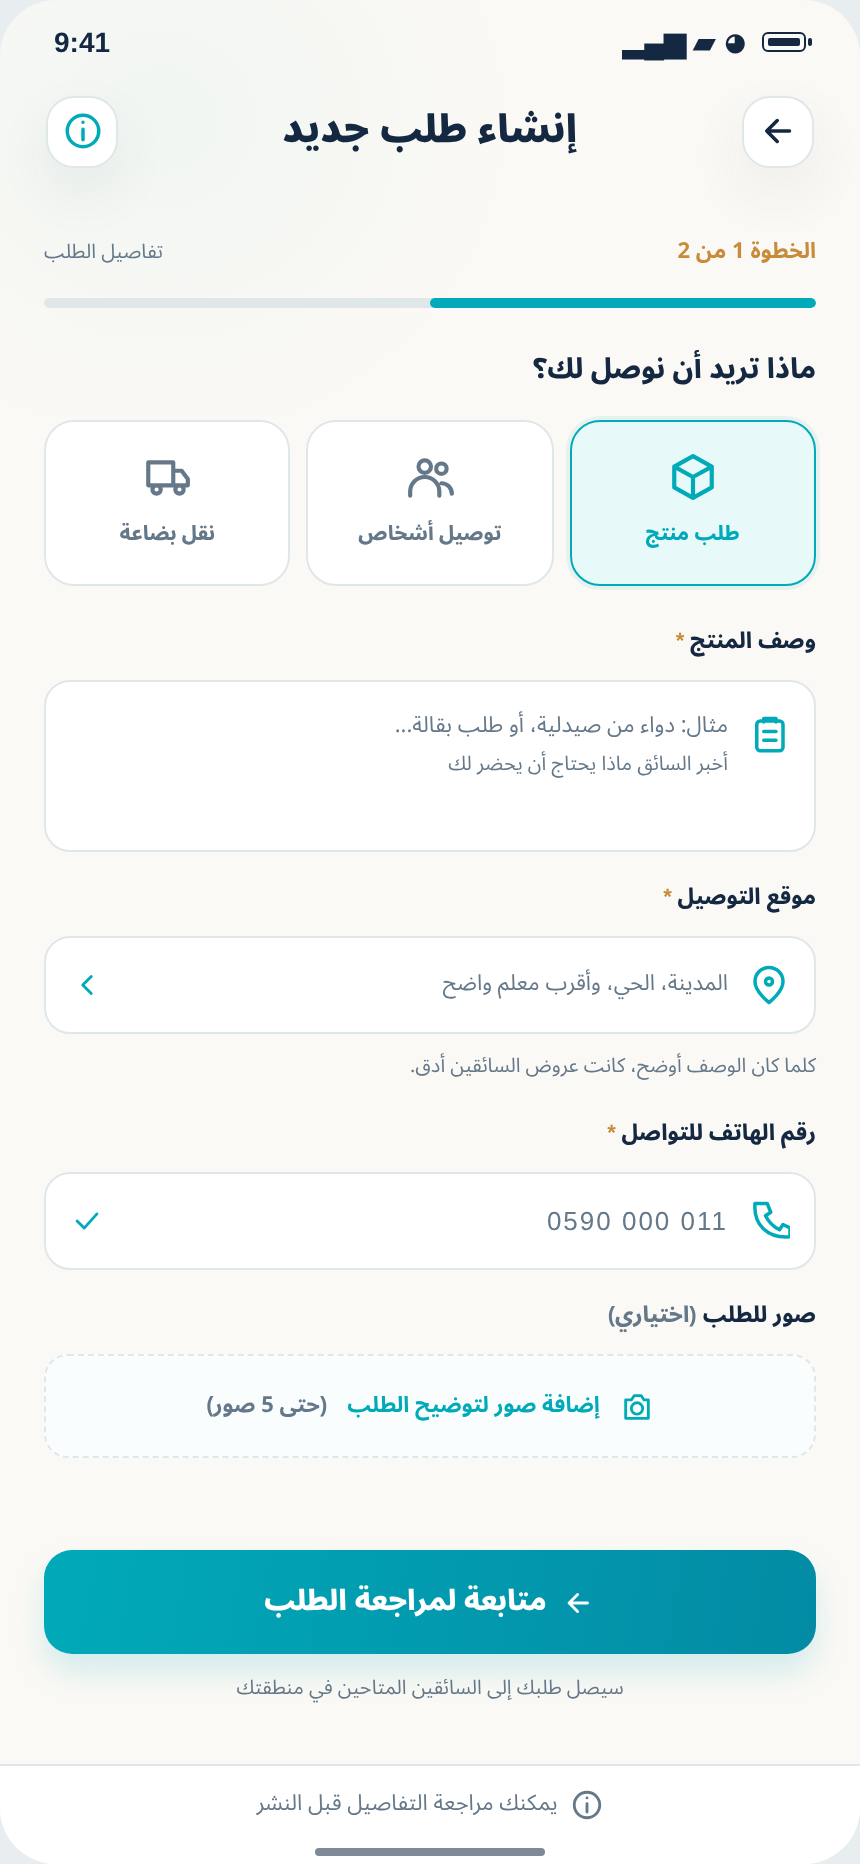 9:41
إنشاء طلب جديد
الخطوة 1 من 2
تفاصيل الطلب
ماذا تريد أن نوصل لك؟
طلب منتج
توصيل أشخاص
نقل بضاعة
وصف المنتج *
مثال: دواء من صيدلية، أو طلب بقالة...
أخبر السائق ماذا يحتاج أن يحضر لك
موقع التوصيل *
المدينة، الحي، وأقرب معلم واضح
كلما كان الوصف أوضح، كانت عروض السائقين أدق.
رقم الهاتف للتواصل *
0590 000 011
صور للطلب (اختياري)
إضافة صور لتوضيح الطلب (حتى 5 صور)
متابعة لمراجعة الطلب
سيصل طلبك إلى السائقين المتاحين في منطقتك
يمكنك مراجعة التفاصيل قبل النشر